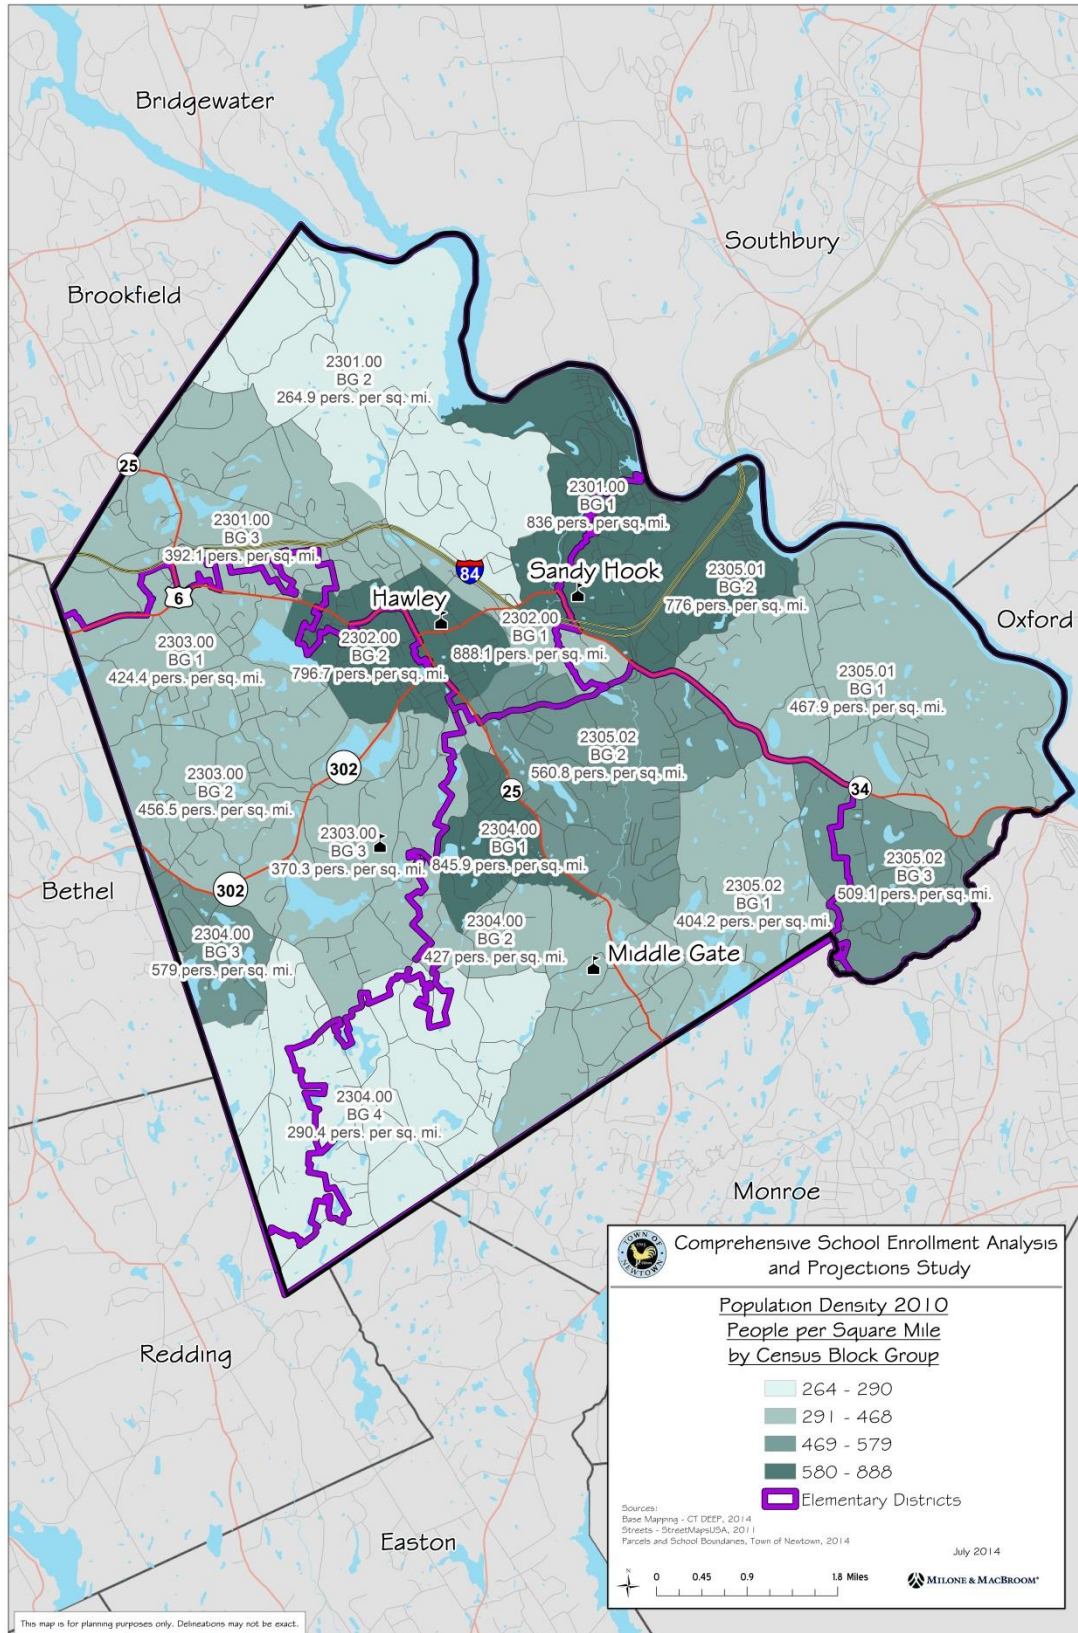 Bridgewater
Southbury
Brookfield
2301.00
BG 2
264.9 pers. per sq. mi.
25
2301.00
BG 1
836 pers. per sq. mi.
2301.00
BG 3
392.1 pers. per sq. mi.
84
Sandy Hook
2305.01
BG 2
776 pers. per sq. mi.
6
Hawley
Oxford
2302.00
BG 1
888.1 pers. per sq. mi.
2302.00
BG 2
796.7 pers. per sq. mi.
2303.00
BG 1
424.4 pers. per sq. mi.
2305.01
BG 1
467.9 pers. per sq. mi.
2305.02
BG 2
560.8 pers. per sq. mi.
302
2303.00
BG 2
456.5 pers. per sq. mi.
25
34
2304.00
BG 1
845.9 pers. per sq. mi.
2303.00
BG 3
370.3 pers. per sq. mi.
2305.02
BG 3
509.1 pers. per sq. mi.
Bethel
302
2305.02
BG 1
404.2 pers. per sq. mi.
2304.00
BG 2
427 pers. per sq. mi.
2304.00
BG 3
579 pers. per sq. mi.
Middle Gate
2304.00
BG 4
290.4 pers. per sq. mi.
Monroe
Redding
Easton
TOWN OF
NEWTOWN
Comprehensive School Enrollment Analysis
and Projections Study
Population Density 2010
People per Square Mile
by Census Block Group
264 - 290
291 - 468
469 - 579
580 - 888
Elementary Districts
Sources:
Base Mapping - CT DEEP, 2014
Streets - StreetMapsUSA, 2011
Parcels and School Boundaries, Town of Newtown, 2014
July 2014
0 0.45 0.9 1.8 Miles
MILONE & MACBROOM®
This map is for planning purposes only. Delineations may not be exact.